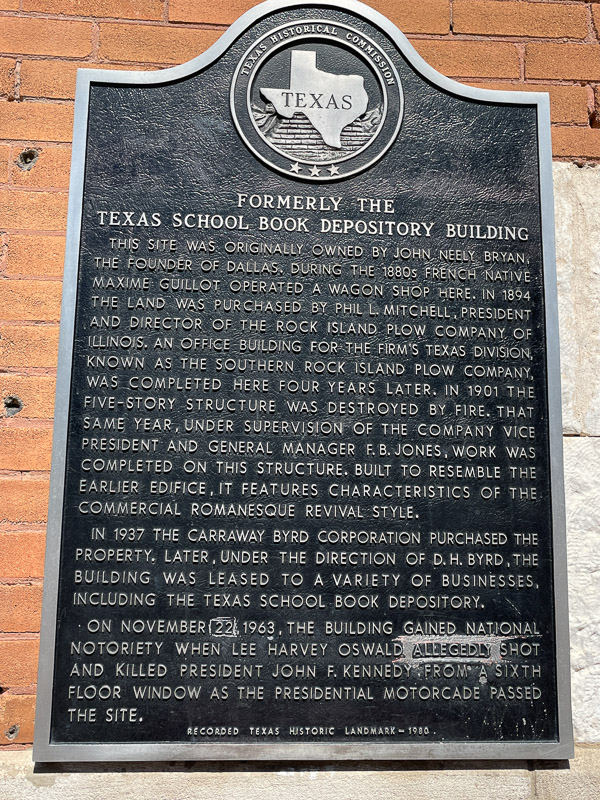 TEXAS HISTORICAL COMMISSION
TEXAS
FORMERLY THE
TEXAS SCHOOL BOOK DEPOSITORY BUILDING
THIS SITE WAS ORIGINALLY OWNED BY JOHN NEELY BRYAN,
THE FOUNDER OF DALLAS. DURING THE 1880s FRENCH NATIVE
MAXIME GUILLOT OPERATED A WAGON SHOP HERE. IN 1894
THE LAND WAS PURCHASED BY PHIL L. MITCHELL, PRESIDENT
AND DIRECTOR OF THE ROCK ISLAND PLOW COMPANY OF
ILLINOIS. AN OFFICE BUILDING FOR THE FIRM'S TEXAS DIVISION,
KNOWN AS THE SOUTHERN ROCK ISLAND PLOW COMPANY,
WAS COMPLETED HERE FOUR YEARS LATER. IN 1901 THE
FIVE-STORY STRUCTURE WAS DESTROYED BY FIRE. THAT
SAME YEAR, UNDER SUPERVISION OF THE COMPANY VICE
PRESIDENT AND GENERAL MANAGER F. B. JONES, WORK WAS
COMPLETED ON THIS STRUCTURE. BUILT TO RESEMBLE THE
EARLIER EDIFICE, IT FEATURES CHARACTERISTICS OF THE
COMMERCIAL ROMANESQUE REVIVAL STYLE.
IN 1937 THE CARRAWAY BYRD CORPORATION PURCHASED THE
PROPERTY. LATER, UNDER THE DIRECTION OF D. H. BYRD, THE
BUILDING WAS LEASED TO A VARIETY OF BUSINESSES,
INCLUDING THE TEXAS SCHOOL BOOK DEPOSITORY.
ON NOVEMBER 22, 1963, THE BUILDING GAINED NATIONAL
NOTORIETY WHEN LEE HARVEY OSWALD ALLEGEDLY SHOT
AND KILLED PRESIDENT JOHN F. KENNEDY FROM A SIXTH
FLOOR WINDOW AS THE PRESIDENTIAL MOTORCADE PASSED
THE SITE.
RECORDED TEXAS HISTORIC LANDMARK – 1980